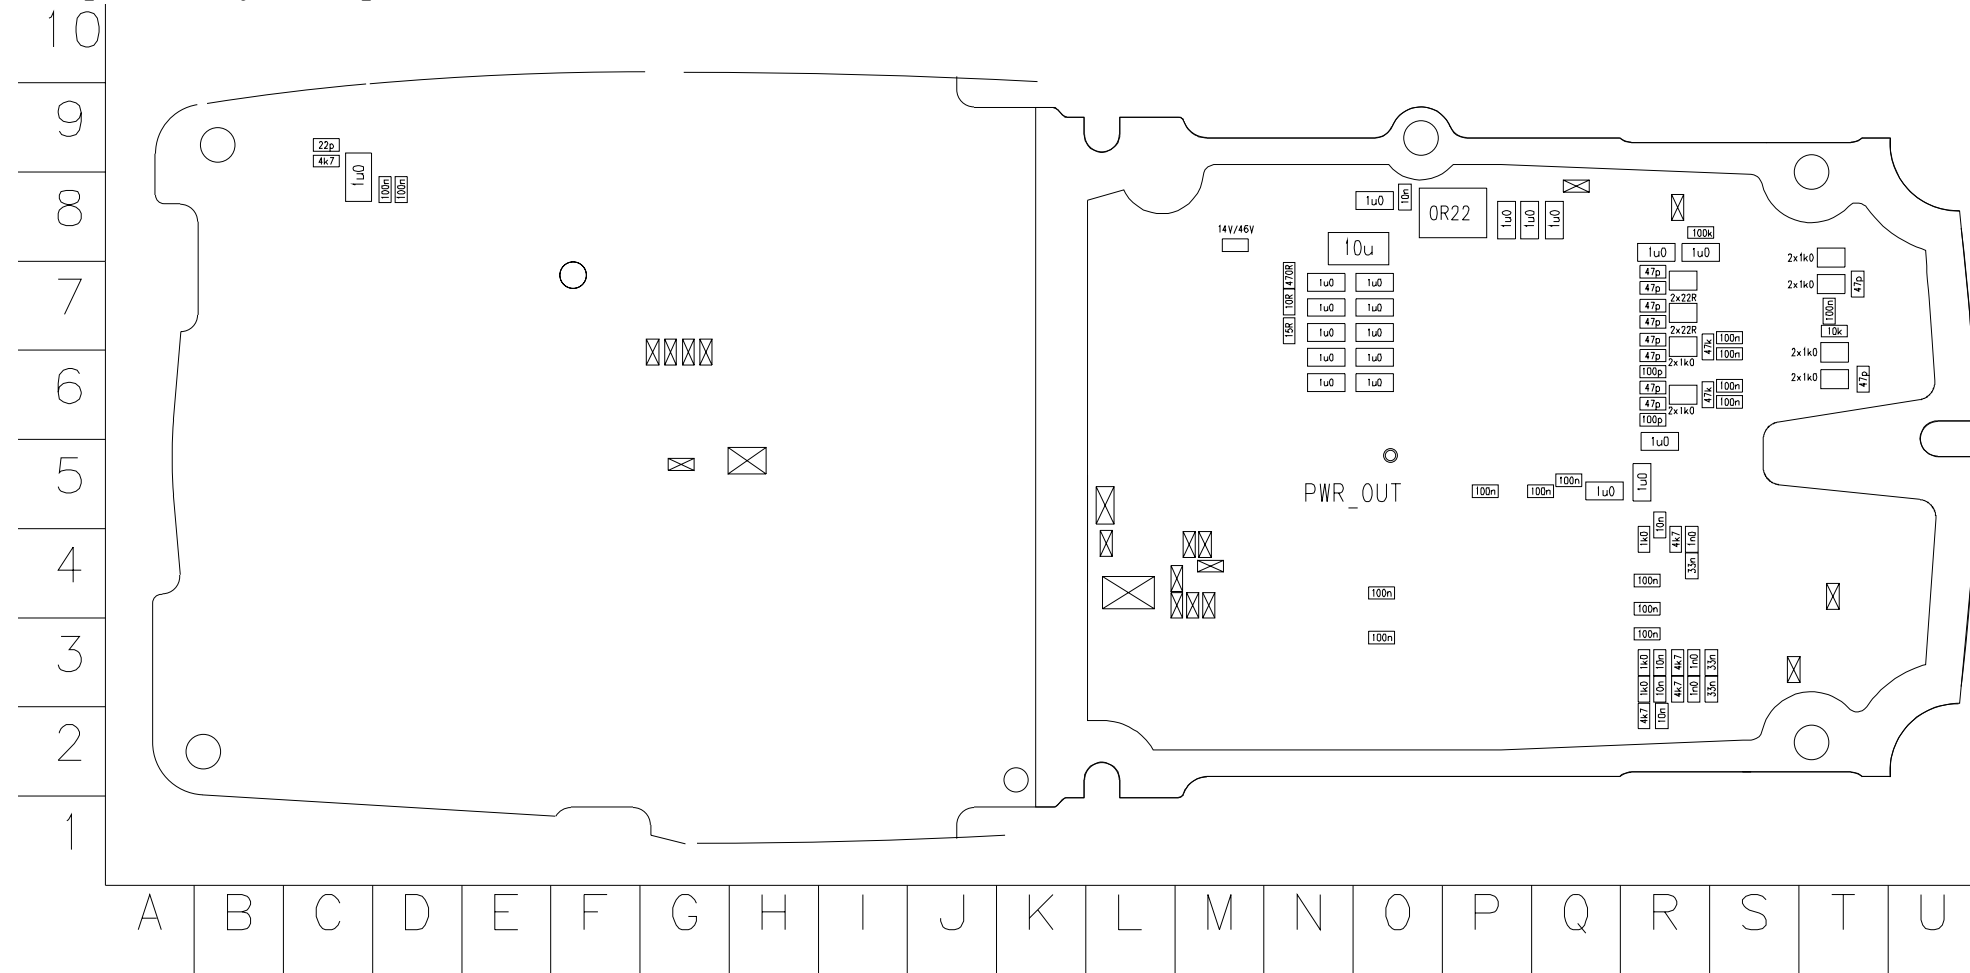 10
9
8
7
6
5
4
3
2
1
22p
4k7
1u0
100n
100n
14V/46V
1u0
10n
0R22
1u0
1u0
1u0
10u
470R
10R
15R
1u0
1u0
1u0
1u0
1u0
1u0
1u0
1u0
1u0
1u0
100k
1u0
1u0
47p
47p
2x22R
47p
47p
2x22R
47p
47p
2x1k0
100p
47p
47p
2x1k0
100p
47k
100n
100n
47k
100n
100n
1u0
2x1k0
2x1k0
47p
100n
10k
2x1k0
2x1k0
47p
PWR_OUT
100n
100n
100n
1u0
1u0
1k0
10n
4k7
1n0
33n
100n
100n
100n
100n
100n
1k0
10n
4k7
1n0
33n
1k0
10n
4k7
1n0
33n
4k7
10n
A B C D E F G H I J K L M N O P Q R S T U